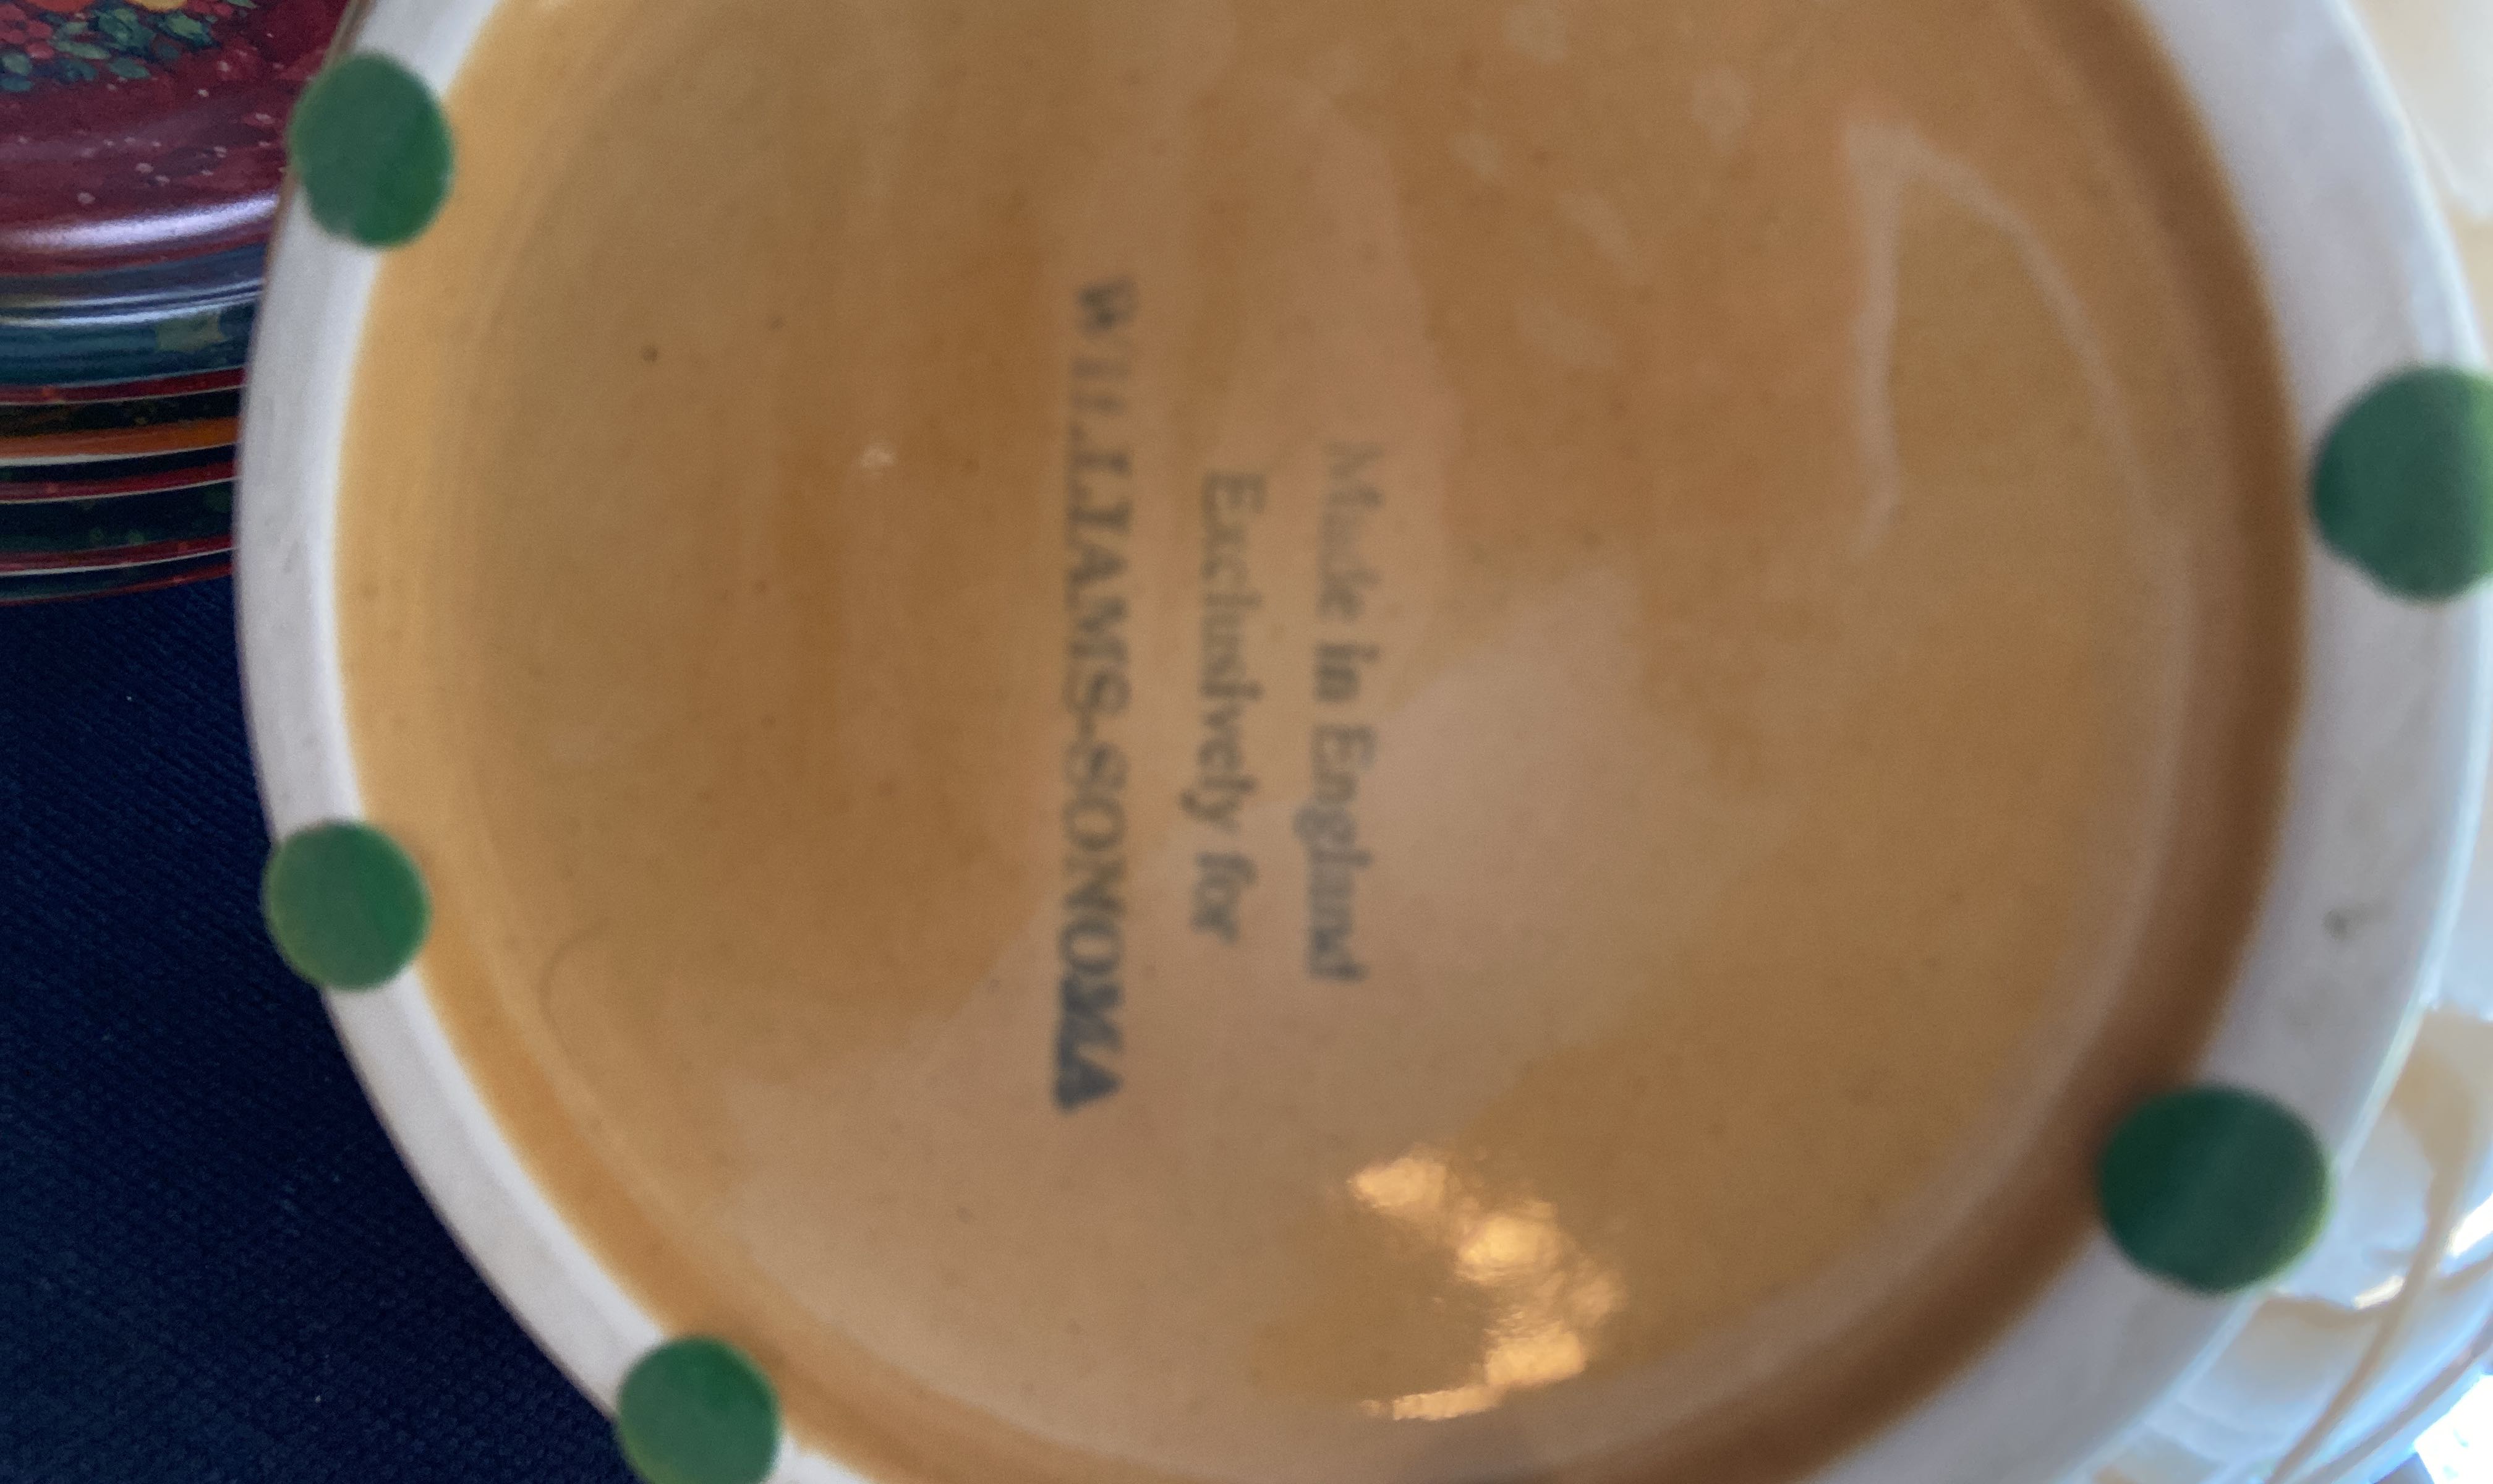 Made in England
Exclusively for
WILLIAMS-SONOMA